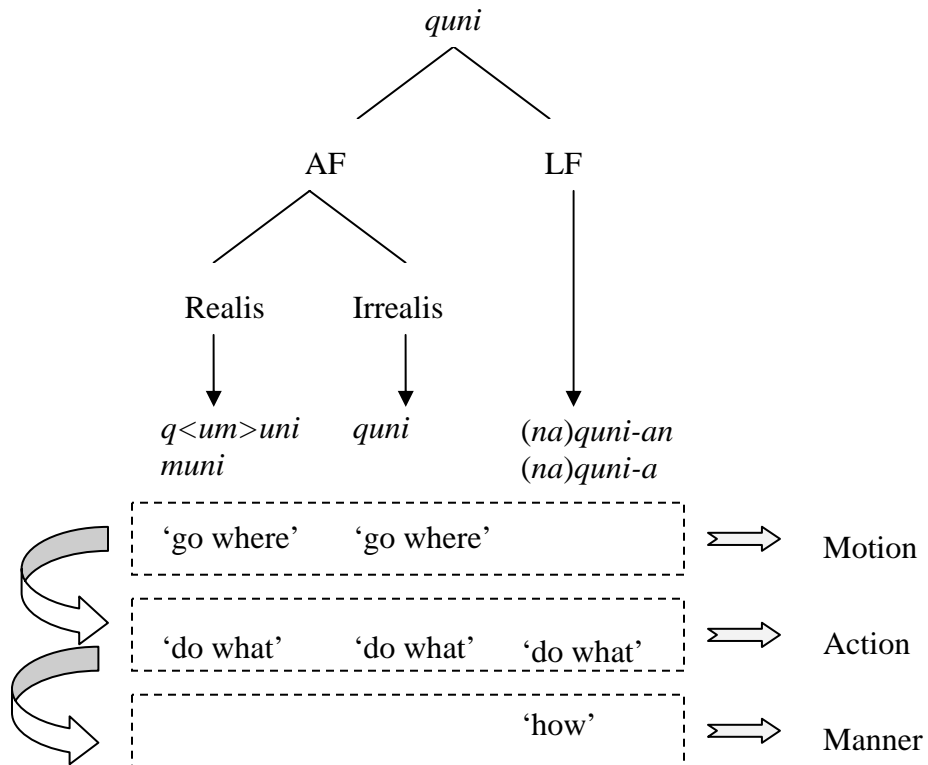 quni
AF LF
Realis Irrealis
q<um>uni quni (na)quni-an
muni (na)quni-a
‘go where’ ‘go where’ Motion
‘do what’ ‘do what’ ‘do what’ Action
‘how’ Manner